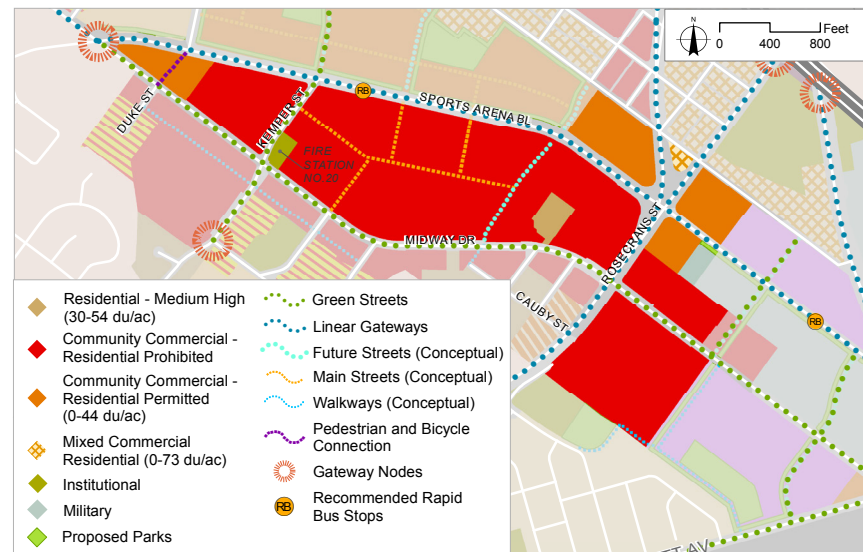 N
Feet
0 400 800
RB
SPORTS ARENA BL
DUKE ST
KEMPER ST
FIRE
STATION
NO. 20
MIDWAY DR
ROSECRANS ST
CAUBY ST
RB
Residential - Medium High
(30-54 du/ac)
Community Commercial -
Residential Prohibited
Community Commercial -
Residential Permitted
(0-44 du/ac)
Mixed Commercial
Residential (0-73 du/ac)
Institutional
Military
Proposed Parks
Green Streets
Linear Gateways
Future Streets (Conceptual)
Main Streets (Conceptual)
Walkways (Conceptual)
Pedestrian and Bicycle
Connection
Gateway Nodes
RB
Recommended Rapid
Bus Stops
AV